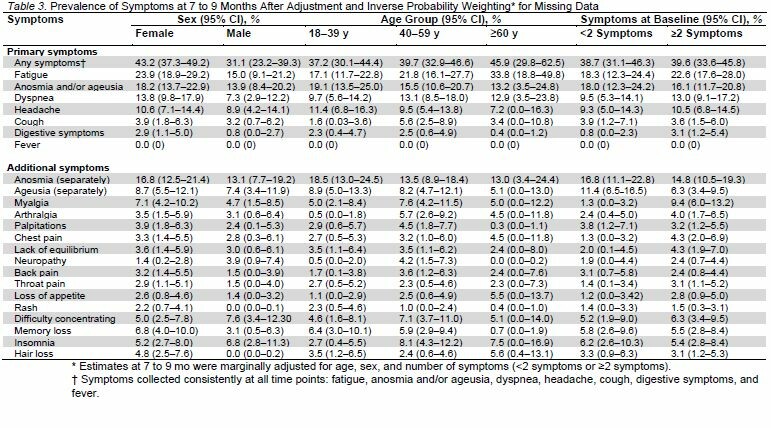 Table 3. Prevalence of Symptoms at 7 to 9 Months After Adjustment and Inverse Probability Weighting* for Missing Data
Symptoms Sex (95% CI), % Age Group (95% CI), % Symptoms at Baseline (95% CI), %
Female Male 18–39 y 40–59 y ≥60 y <2 Symptoms ≥2 Symptoms
Primary symptoms
Any symptoms† 43.2 (37.3–49.2) 31.1 (23.2–39.3) 37.2 (30.1–44.4) 39.7 (32.9–46.6) 45.9 (29.8–62.5) 38.7 (31.1–46.3) 39.6 (33.6–45.8)
Fatigue 23.9 (18.9–29.2) 15.0 (9.1–21.2) 17.1 (11.7–22.8) 21.8 (16.1–27.7) 33.8 (18.8–49.8) 18.3 (12.3–24.4) 22.6 (17.6–28.0)
Anosmia and/or ageusia 18.2 (13.7–22.9) 13.9 (8.4–20.2) 19.1 (13.5–25.0) 15.5 (10.6–20.7) 13.2 (3.5–24.8) 18.0 (12.3–24.2) 16.1 (11.7–20.8)
Dyspnea 13.8 (9.8–17.9) 7.3 (2.9–12.2) 9.7 (5.6–14.2) 13.1 (8.5–18.0) 12.9 (3.5–23.8) 9.5 (5.3–14.1) 13.0 (9.1–17.2)
Headache 10.6 (7.1–14.4) 8.9 (4.2–14.1) 11.4 (6.8–16.3) 9.5 (5.4–13.8) 7.2 (0.0–16.3) 9.3 (5.0–14.3) 10.5 (6.8–14.5)
Cough 3.9 (1.8–6.3) 3.2 (0.7–6.2) 1.6 (0.03–3.6) 5.6 (2.5–8.9) 3.4 (0.0–10.8) 3.9 (1.2–7.1) 3.6 (1.5–6.0)
Digestive symptoms 2.9 (1.1–5.0) 0.8 (0.0–2.7) 2.3 (0.4–4.7) 2.5 (0.6–4.9) 0.4 (0.0–1.2) 0.8 (0.0–2.3) 3.1 (1.2–5.4)
Fever 0.0 (0) 0.0 (0) 0.0 (0) 0.0 (0) 0.0 (0) 0.0 (0) 0.0 (0)
Additional symptoms
Anosmia (separately) 16.8 (12.5–21.4) 13.1 (7.7–19.2) 18.5 (13.0–24.5) 13.5 (8.9–18.4) 13.0 (3.4–24.4) 16.8 (11.1–22.8) 14.8 (10.5–19.3)
Ageusia (separately) 8.7 (5.5–12.1) 7.4 (3.4–11.9) 8.9 (5.0–13.3) 8.2 (4.7–12.1) 5.1 (0.0–13.0) 11.4 (6.5–16.5) 6.3 (3.4–9.5)
Myalgia 7.1 (4.2–10.2) 4.7 (1.5–8.5) 5.0 (2.1–8.4) 7.6 (4.2–11.5) 5.0 (0.0–12.2) 1.3 (0.0–3.2) 9.4 (6.0–13.2)
Arthralgia 3.5 (1.5–5.9) 3.1 (0.6–6.4) 0.5 (0.0–1.8) 5.7 (2.6–9.2) 4.5 (0.0–11.8) 2.4 (0.4–5.0) 4.0 (1.7–6.5)
Palpitations 3.9 (1.8–6.3) 2.4 (0.1–5.3) 2.9 (0.6–5.7) 4.5 (1.8–7.7) 0.3 (0.0–1.1) 3.8 (1.2–7.1) 3.2 (1.2–5.5)
Chest pain 3.3 (1.4–5.5) 2.8 (0.3–6.1) 2.7 (0.5–5.3) 3.2 (1.0–6.0) 4.5 (0.0–11.8) 1.3 (0.0–3.2) 4.3 (2.0–6.9)
Lack of equilibrium 3.6 (1.4–5.9) 3.1 (0.6–6.0) 3.5 (1.1–6.4) 3.5 (1.1–6.2) 2.4 (0.0–8.0) 2.0 (0.1–4.5) 4.3 (1.9–7.0)
Neuropathy 1.4 (0.2–2.8) 3.9 (0.9–7.4) 0.5 (0.0–2.0) 4.2 (1.5–7.3) 0.0 (0.0–0.2) 1.9 (0.0–4.4) 2.4 (0.7–4.4)
Back pain 3.2 (1.4–5.5) 1.5 (0.0–3.9) 1.7 (0.1–3.8) 3.6 (1.2–6.3) 2.4 (0.0–7.6) 3.1 (0.7–5.8) 2.4 (0.8–4.4)
Throat pain 2.9 (1.1–5.1) 1.5 (0.0–4.0) 2.7 (0.5–5.2) 2.3 (0.5–4.6) 2.3 (0.0–7.3) 1.4 (0.1–3.4) 3.1 (1.1–5.2)
Loss of appetite 2.6 (0.8–4.6) 1.4 (0.0–3.2) 1.1 (0.0–2.9) 2.5 (0.6–4.9) 5.5 (0.0–13.7) 1.2 (0.0–3.42) 2.8 (0.9–5.0)
Rash 2.2 (0.7–4.1) 0.0 (0.0–0.1) 2.3 (0.5–4.6) 1.0 (0.0–2.4) 0.4 (0.0–1.0) 1.4 (0.0–3.3) 1.5 (0.3–3.1)
Difficulty concentrating 5.0 (2.5–7.8) 7.6 (3.4–12.30 4.6 (1.6–8.1) 7.1 (3.7–11.0) 5.1 (0.0–14.0) 5.2 (1.9–9.0) 6.3 (3.4–9.5)
Memory loss 6.8 (4.0–10.0) 3.1 (0.5–6.3) 6.4 (3.0–10.1) 5.9 (2.9–9.4) 0.7 (0.0–1.9) 5.8 (2.6–9.6) 5.5 (2.8–8.4)
Insomnia 5.2 (2.7–8.0) 6.8 (2.8–11.3) 2.7 (0.4–5.5) 8.1 (4.3–12.2) 7.5 (0.0–16.9) 6.2 (2.6–10.3) 5.4 (2.8–8.4)
Hair loss 4.8 (2.5–7.6) 0.0 (0.0–0.2) 3.5 (1.2–6.5) 2.4 (0.6–4.6) 5.6 (0.4–13.1) 3.3 (0.9–6.3) 3.1 (1.2–5.3)
* Estimates at 7 to 9 mo were marginally adjusted for age, sex, and number of symptoms (<2 symptoms or ≥2 symptoms).
† Symptoms collected consistently at all time points: fatigue, anosmia and/or ageusia, dyspnea, headache, cough, digestive symptoms, and
fever.